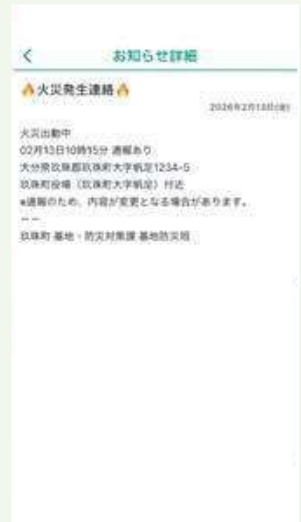 お知らせ詳細
🔥火災発生連絡🔥
2026年2月13日(金)
火災出動中
02月13日10時15分 通報あり
大分県玖珠郡玖珠町大字帆足1234-5
玖珠町役場（玖珠町大字帆足）付近
※速報のため、内容が変更となる場合があります。
--
玖珠町 基地・防災対策課 基地防災班